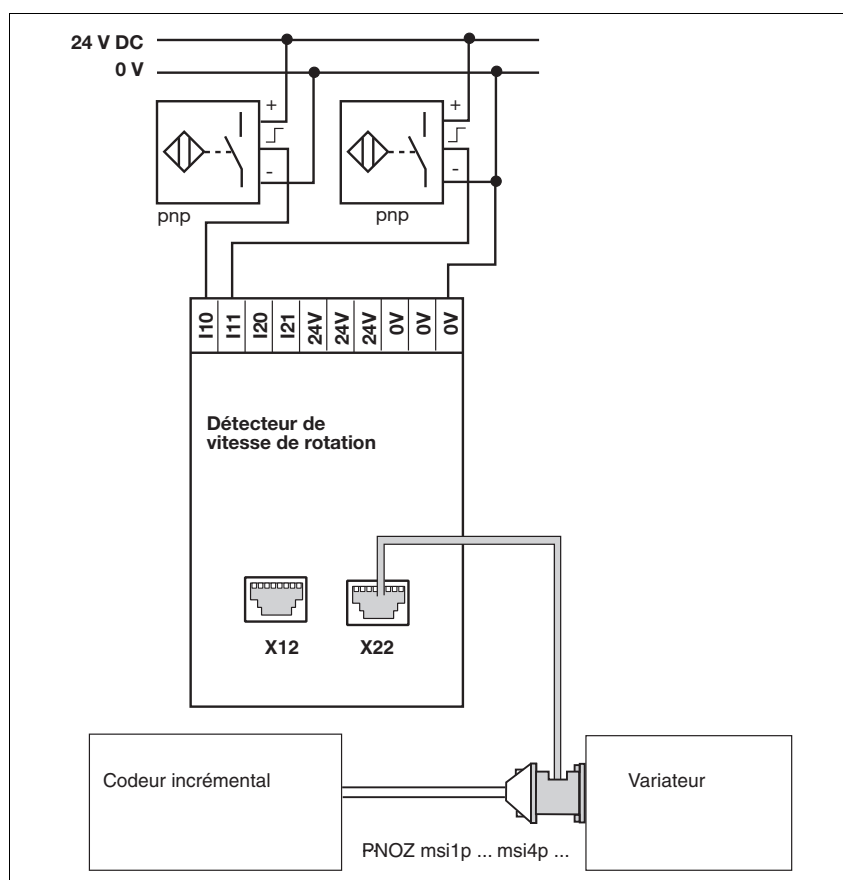 24 V DC
0 V
+
-
pnp
+
-
pnp
I10 I11 I20 I21 24V 24V 24V 0V 0V 0V
Détecteur de
vitesse de rotation
X12 X22
Codeur incrémental
Variateur
PNOZ msi1p ... msi4p ...